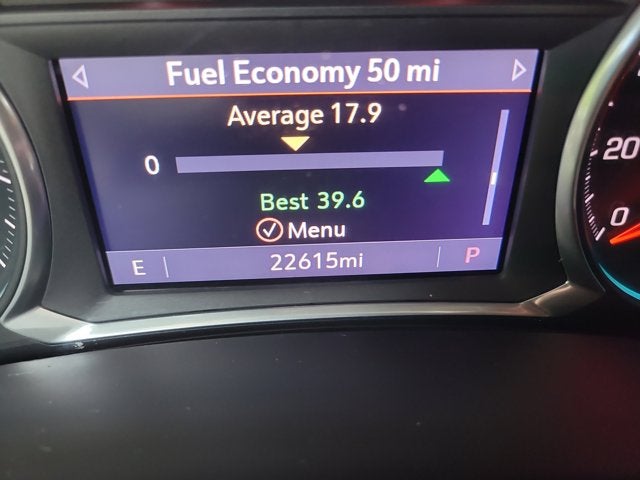 Fuel Economy 50 mi
Average 17.9
0
Best 39.6
Menu
E 22615mi P
20
0